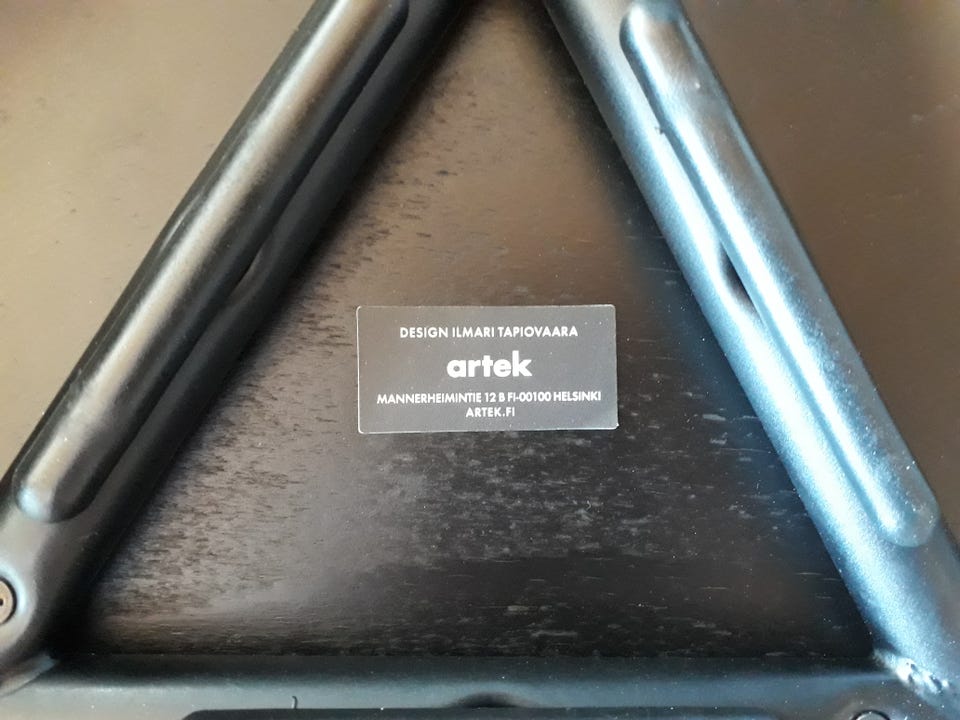 DESIGN ILMARI TAPIOVAARA
artek
MANNERHEIMINTIE 12 B FI-00100 HELSINKI
ARTEK.FI